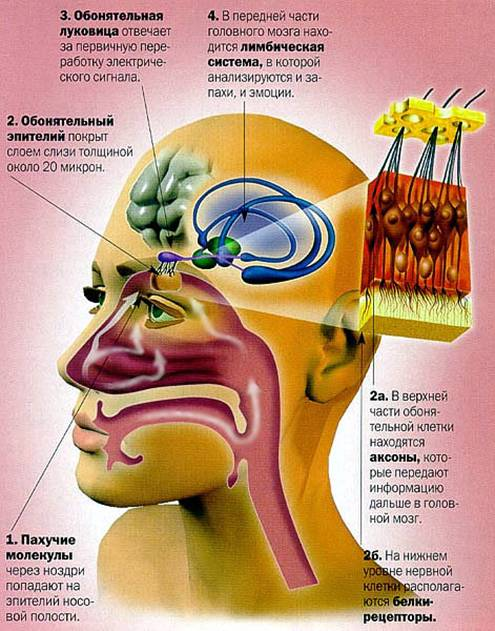 3. Обонятельная
луковица отвечает
за первичную пере-
работку электриче-
ского сигнала.
4. В передней части
головного мозга нахо-
дится лимбическая
система, в которой
анализируются и за-
пахи, и эмоции.
2. Обонятельный
эпителий покрыт
слоем слизи толщиной
около 20 микрон.
2а. В верхней
части обоня-
тельной клетки
находятся
аксоны, кото-
рые передают
информацию
дальше в голов-
ной мозг.
1. Пахучие
молекулы
через ноздри
попадают на
эпителий носо-
вой полости.
2б. На нижнем
уровне нервной
клетки располага-
ются белки-
рецепторы.